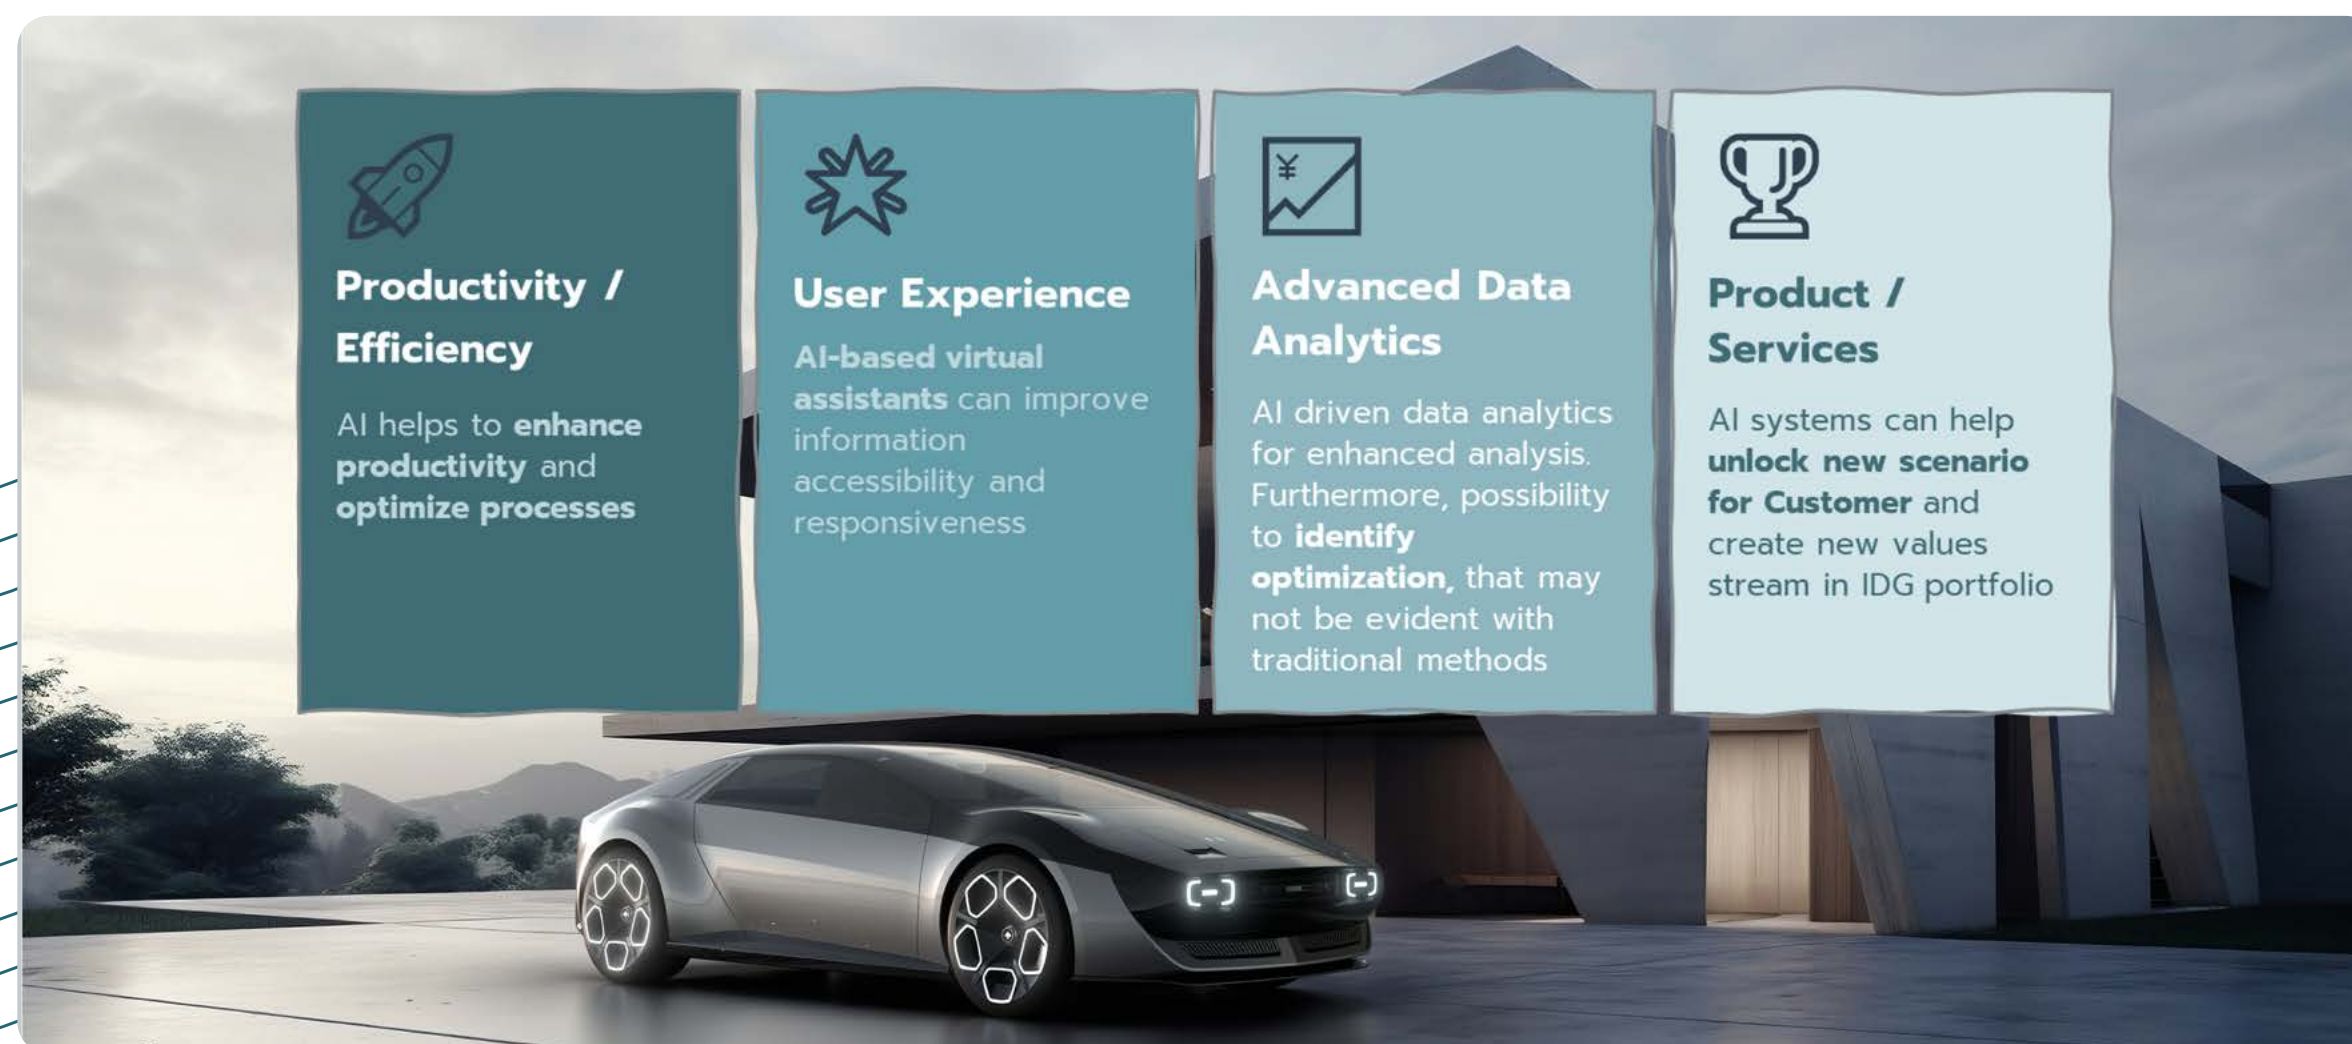 Productivity /
Efficiency
AI helps to enhance
productivity and
optimize processes
User Experience
AI-based virtual
assistants can improve
information
accessibility and
responsiveness
¥
Advanced Data
Analytics
AI driven data analytics
for enhanced analysis.
Furthermore, possibility
to identify
optimization, that may
not be evident with
traditional methods
Product /
Services
AI systems can help
unlock new scenario
for Customer and
create new values
stream in IDG portfolio